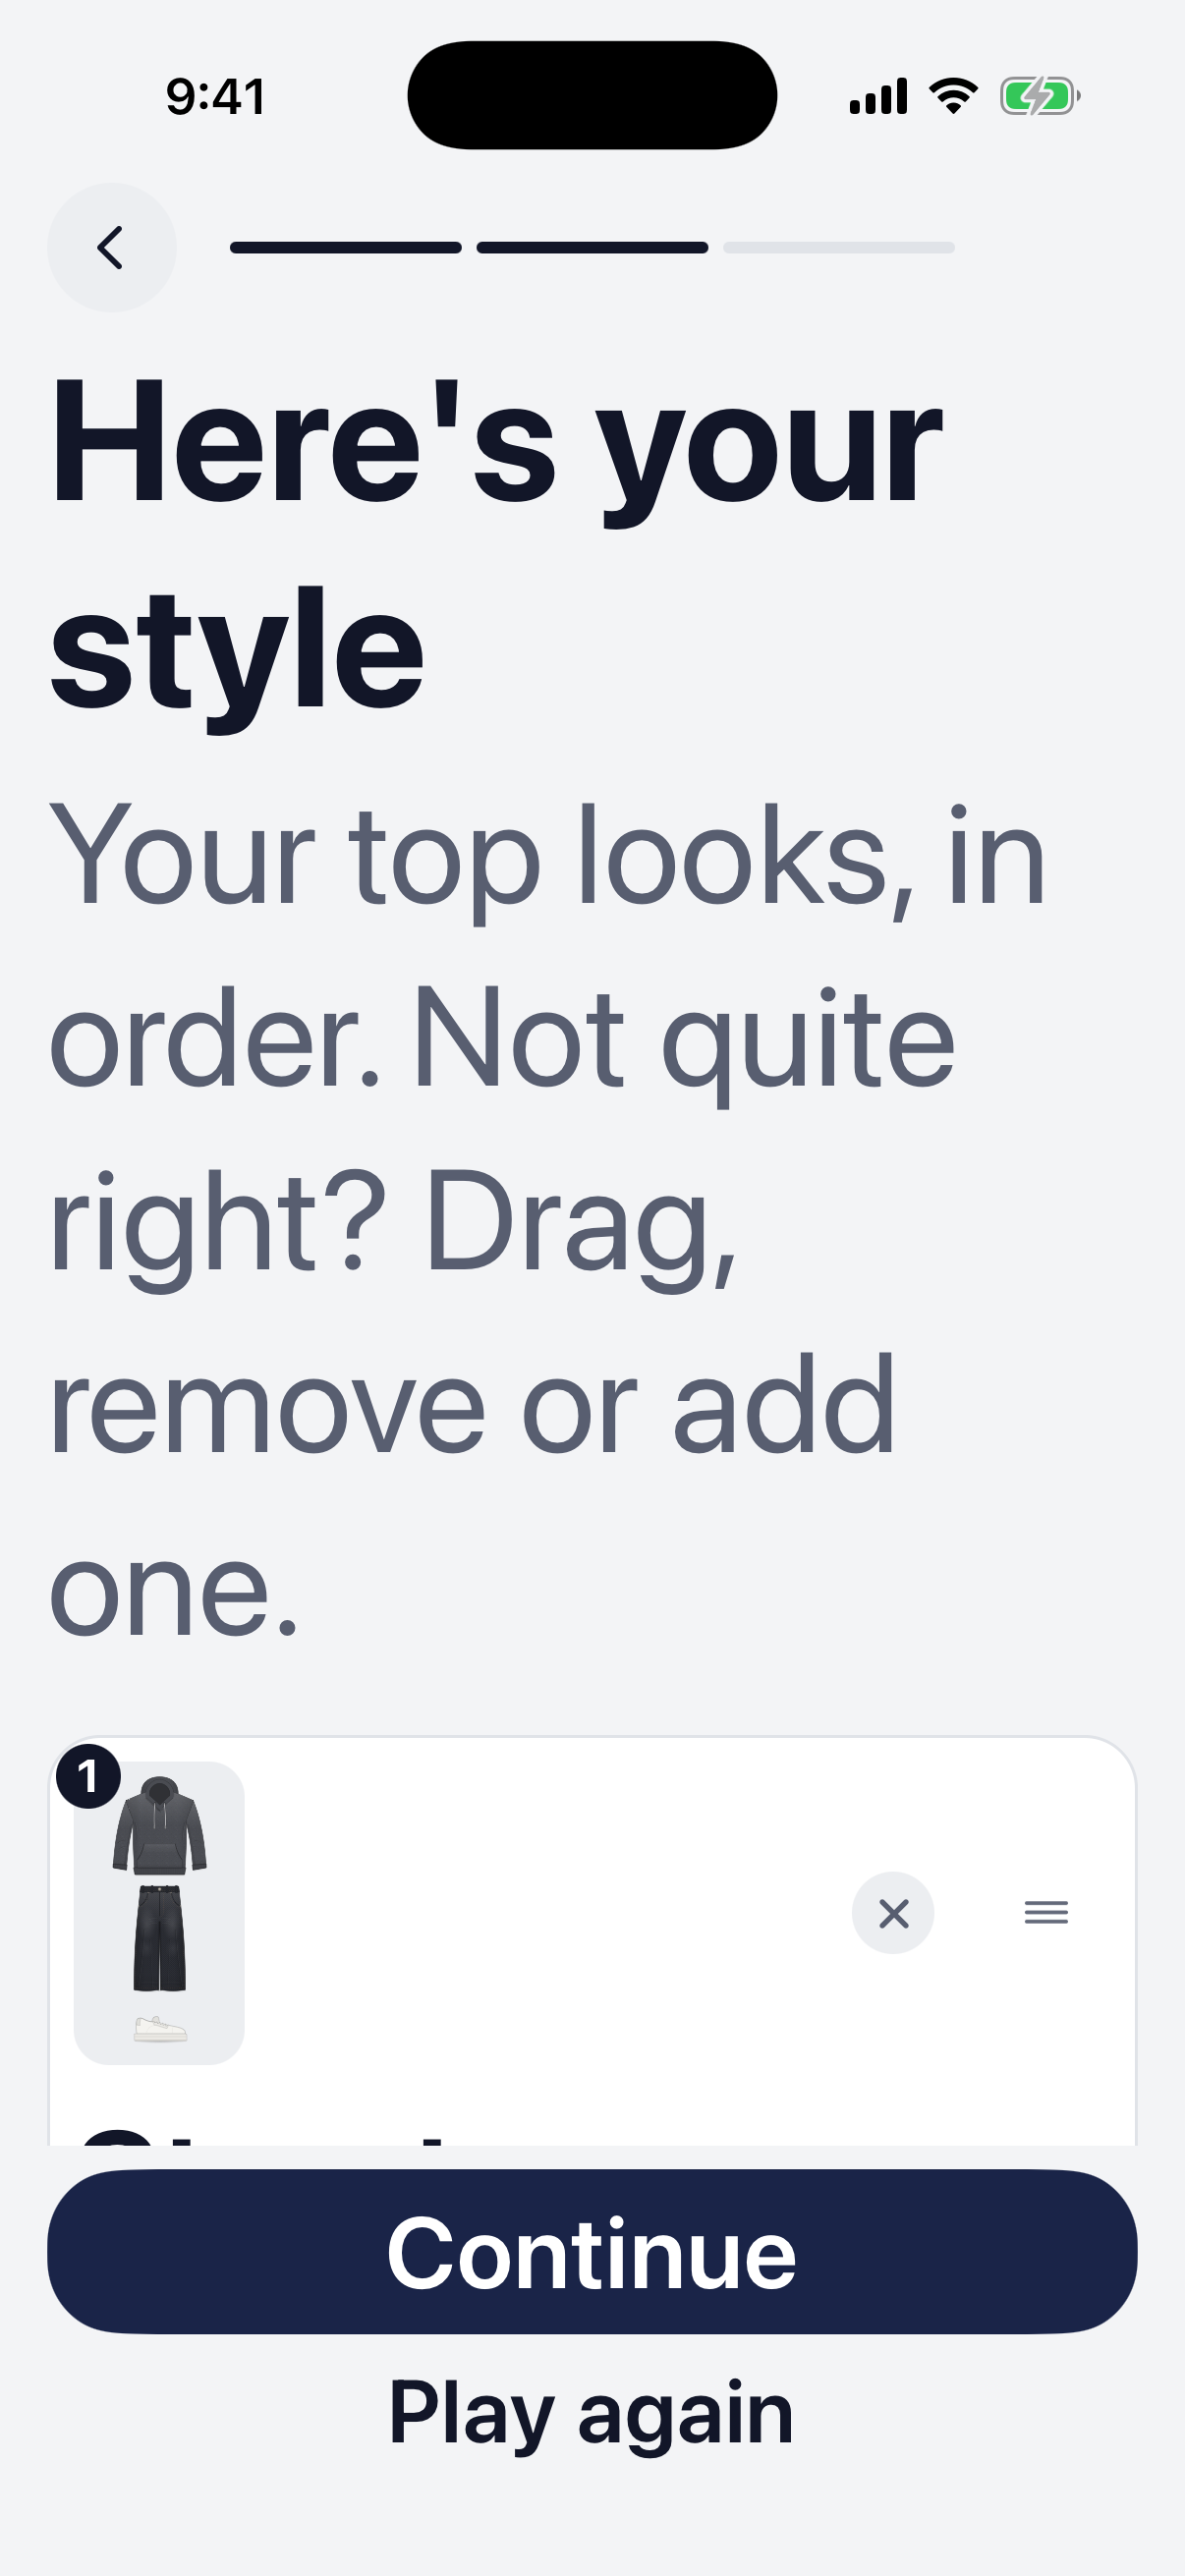 9:41
Here's your
style
Your top looks, in
order. Not quite
right? Drag,
remove or add
one.
1
Continue
Play again